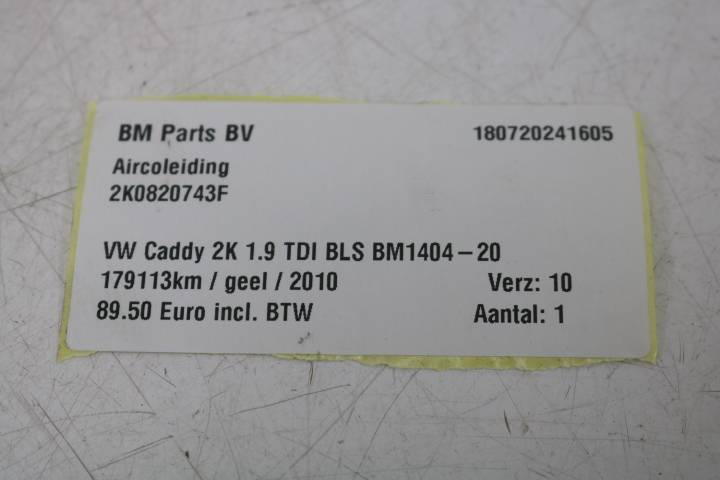 BM Parts BV 180720241605
Aircoleiding
2K0820743F
VW Caddy 2K 1.9 TDI BLS BM1404-20
179113km / geel / 2010 Verz: 10
89.50 Euro incl. BTW Aantal: 1